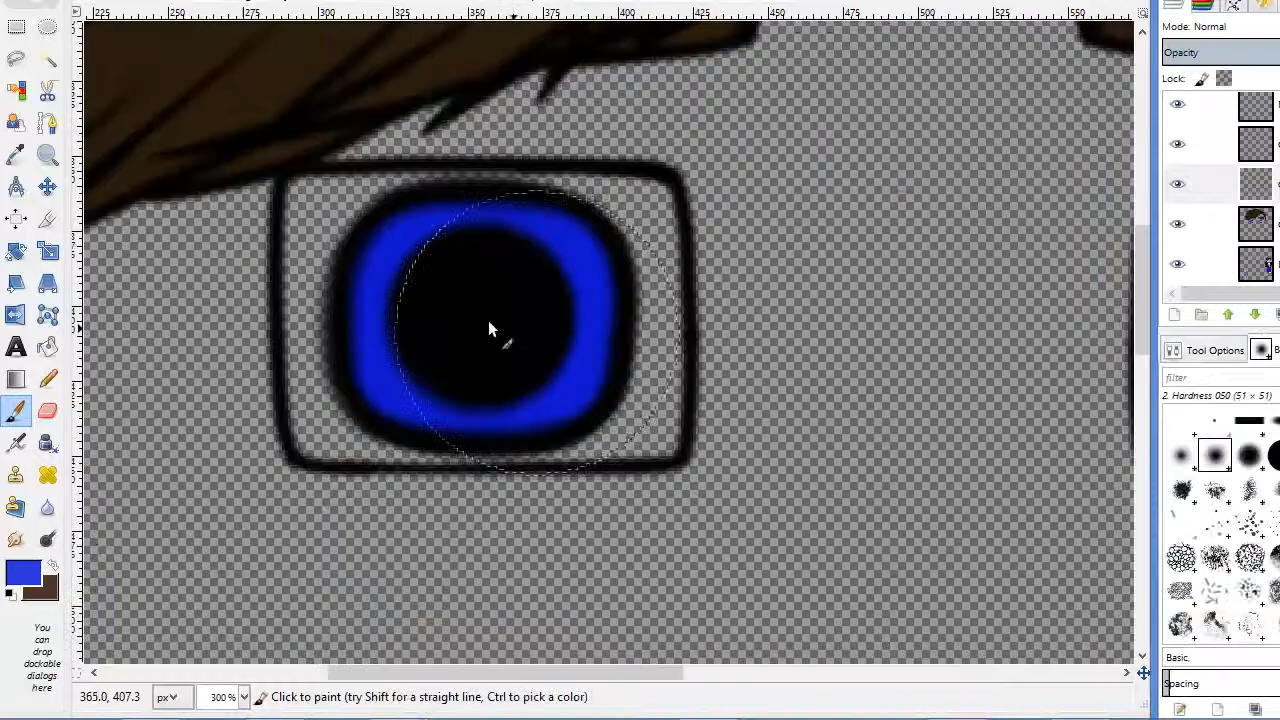 225 250 275 300 325 350 375 400 425 450 475 500 525 550 575
Mode: Normal
Opacity
Lock:
Tool Options
filter
2. Hardness 050 (51 × 51)
You
can
drop
dockable
dialogs
here
Basic,
Spacing
365.0, 407.3 px 300 % Click to paint (try Shift for a straight line, Ctrl to pick a color)